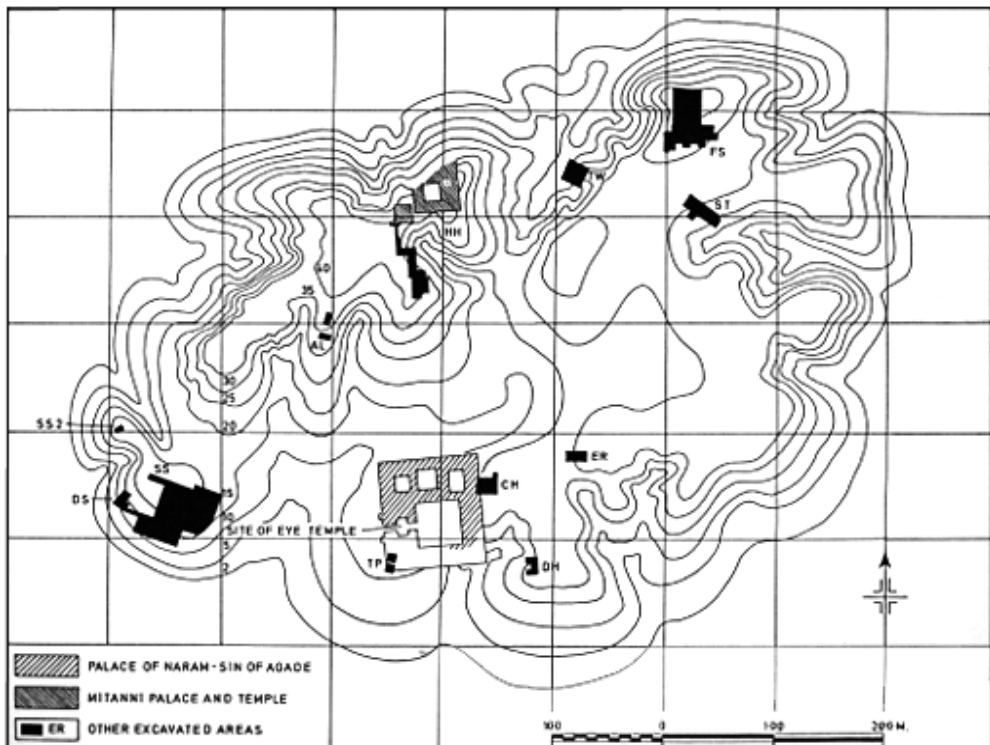 FS
W
ST
HH
40
35
AL
30
25
20
SS2
ER
SS
CH
15
DS
10
SITE OF EYE TEMPLE
5
TP
DH
2
PALACE OF NARAM-SIN OF AGADE
MITANNI PALACE AND TEMPLE
ER OTHER EXCAVATED AREAS
100 0 100 200 M.